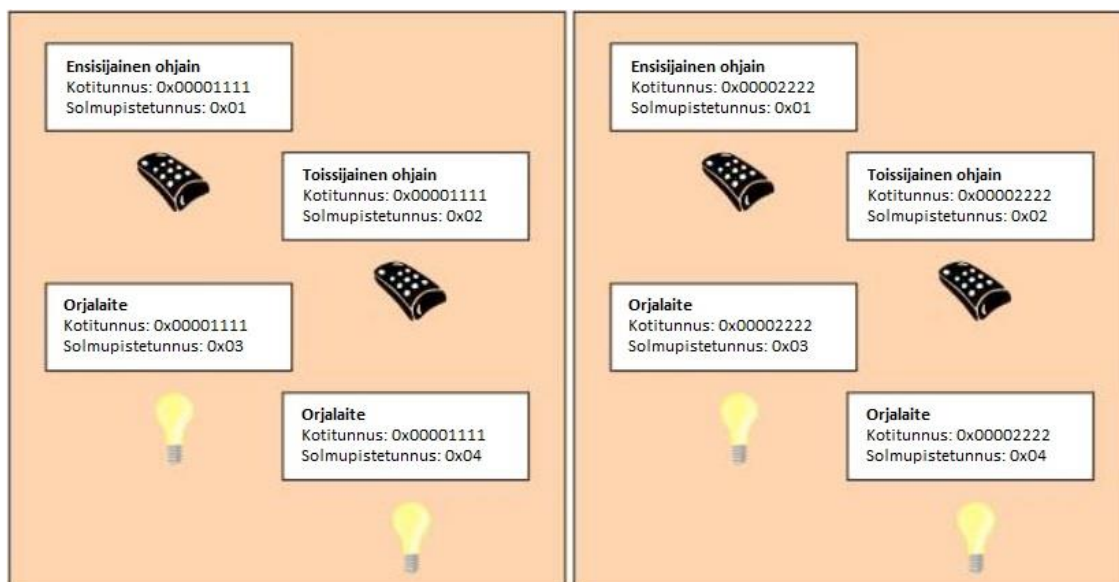 Ensisijainen ohjain
Kotitunnus: 0x00001111
Solmupistetunnus: 0x01
Toissijainen ohjain
Kotitunnus: 0x00001111
Solmupistetunnus: 0x02
Orjalaite
Kotitunnus: 0x00001111
Solmupistetunnus: 0x03
Orjalaite
Kotitunnus: 0x00001111
Solmupistetunnus: 0x04
Ensisijainen ohjain
Kotitunnus: 0x00002222
Solmupistetunnus: 0x01
Toissijainen ohjain
Kotitunnus: 0x00002222
Solmupistetunnus: 0x02
Orjalaite
Kotitunnus: 0x00002222
Solmupistetunnus: 0x03
Orjalaite
Kotitunnus: 0x00002222
Solmupistetunnus: 0x04